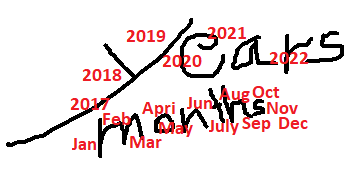 Years
2017 2018 2019 2020 2021 2022
months
Jan Feb Mar Apri May Jun July Aug Sep Oct Nov Dec